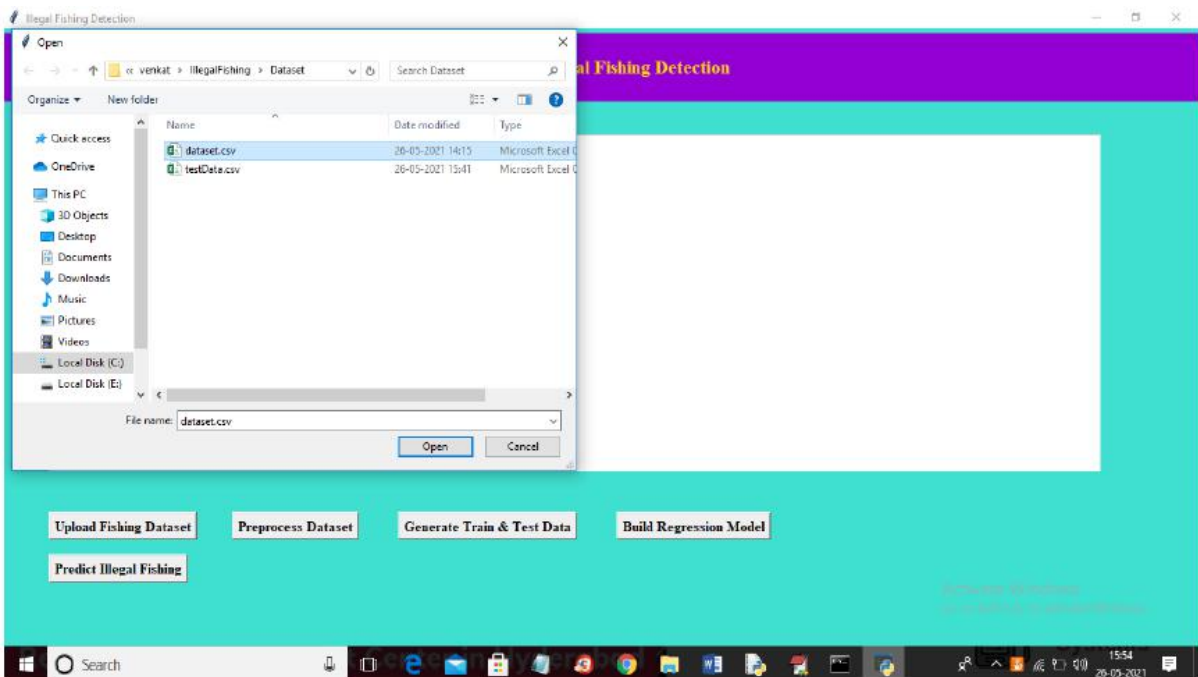 Illegal Fishing Detection
Open
al Fishing Detection
« venkat › IllegalFishing › Dataset
Search Dataset
Organize
New folder
Name
Date modified
Type
Quick access
dataset.csv
26-05-2021 14:15
Microsoft Excel C
testData.csv
26-05-2021 15:41
Microsoft Excel C
OneDrive
This PC
3D Objects
Desktop
Documents
Downloads
Music
Pictures
Videos
Local Disk (C:)
Local Disk (E:)
File name:
dataset.csv
Open
Cancel
Upload Fishing Dataset
Preprocess Dataset
Generate Train & Test Data
Build Regression Model
Predict Illegal Fishing
Search
15:54
26-05-2021